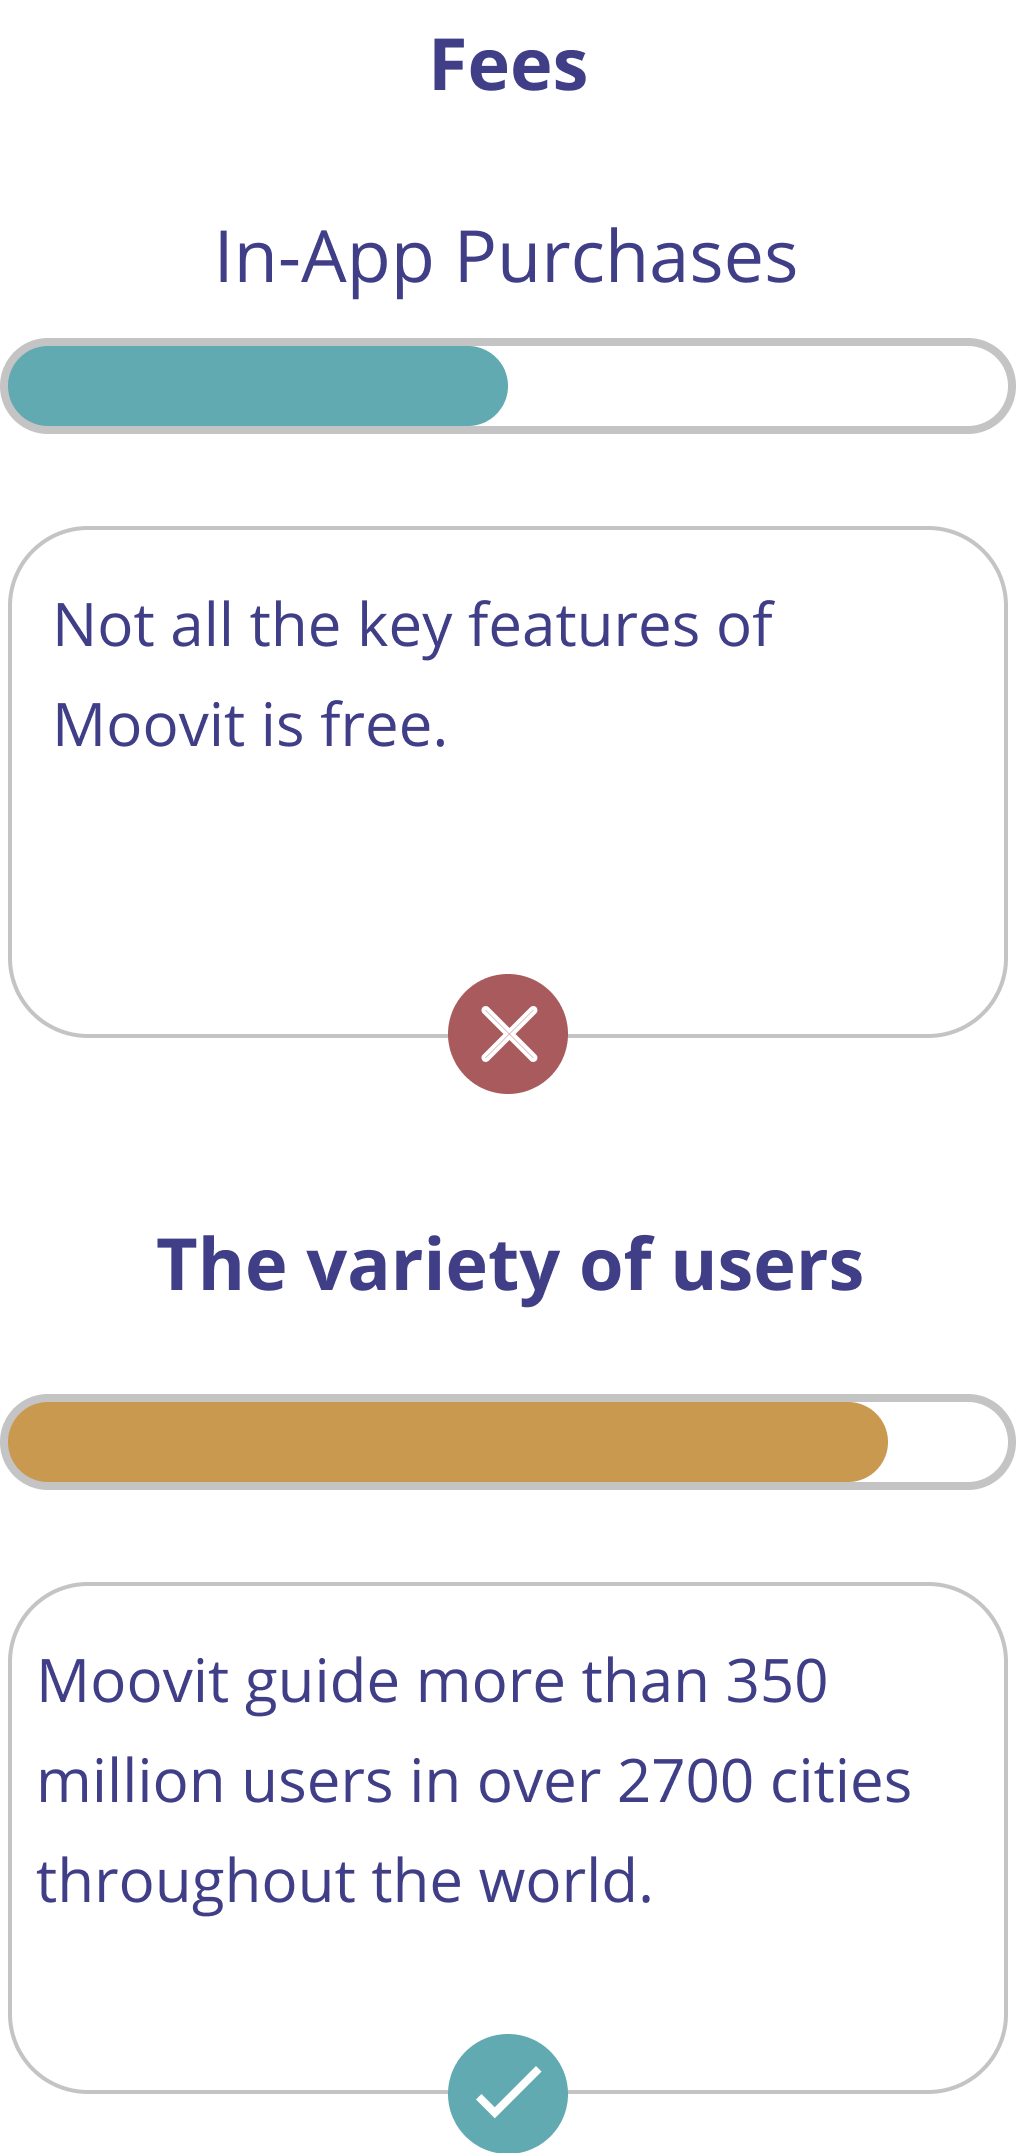 Fees
In-App Purchases
Not all the key features of
Moovit is free.
The variety of users
Moovit guide more than 350
million users in over 2700 cities
throughout the world.